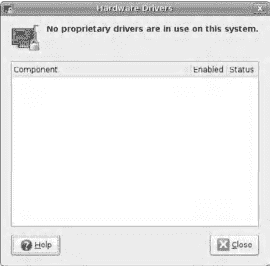 Hardware Drivers
No proprietary drivers are in use on this system.
Component Enabled Status
Help Close